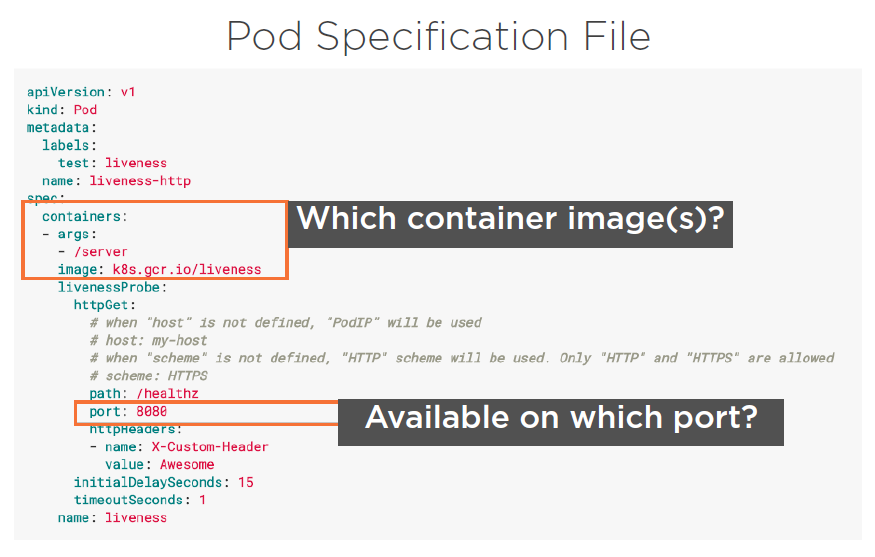 Pod Specification File
apiVersion: v1
kind: Pod
metadata:
  labels:
    test: liveness
  name: liveness-http
spec:
  containers:
Which container image(s)?
  - args:
    - /server
    image: k8s.gcr.io/liveness
    livenessProbe:
      httpGet:
        # when "host" is not defined, "PodIP" will be used
        # host: my-host
        # when "scheme" is not defined, "HTTP" scheme will be used. Only "HTTP" and "HTTPS" are allowed
        # scheme: HTTPS
        path: /healthz
        port: 8080
Available on which port?
        httpHeaders:
        - name: X-Custom-Header
          value: Awesome
      initialDelaySeconds: 15
      timeoutSeconds: 1
    name: liveness